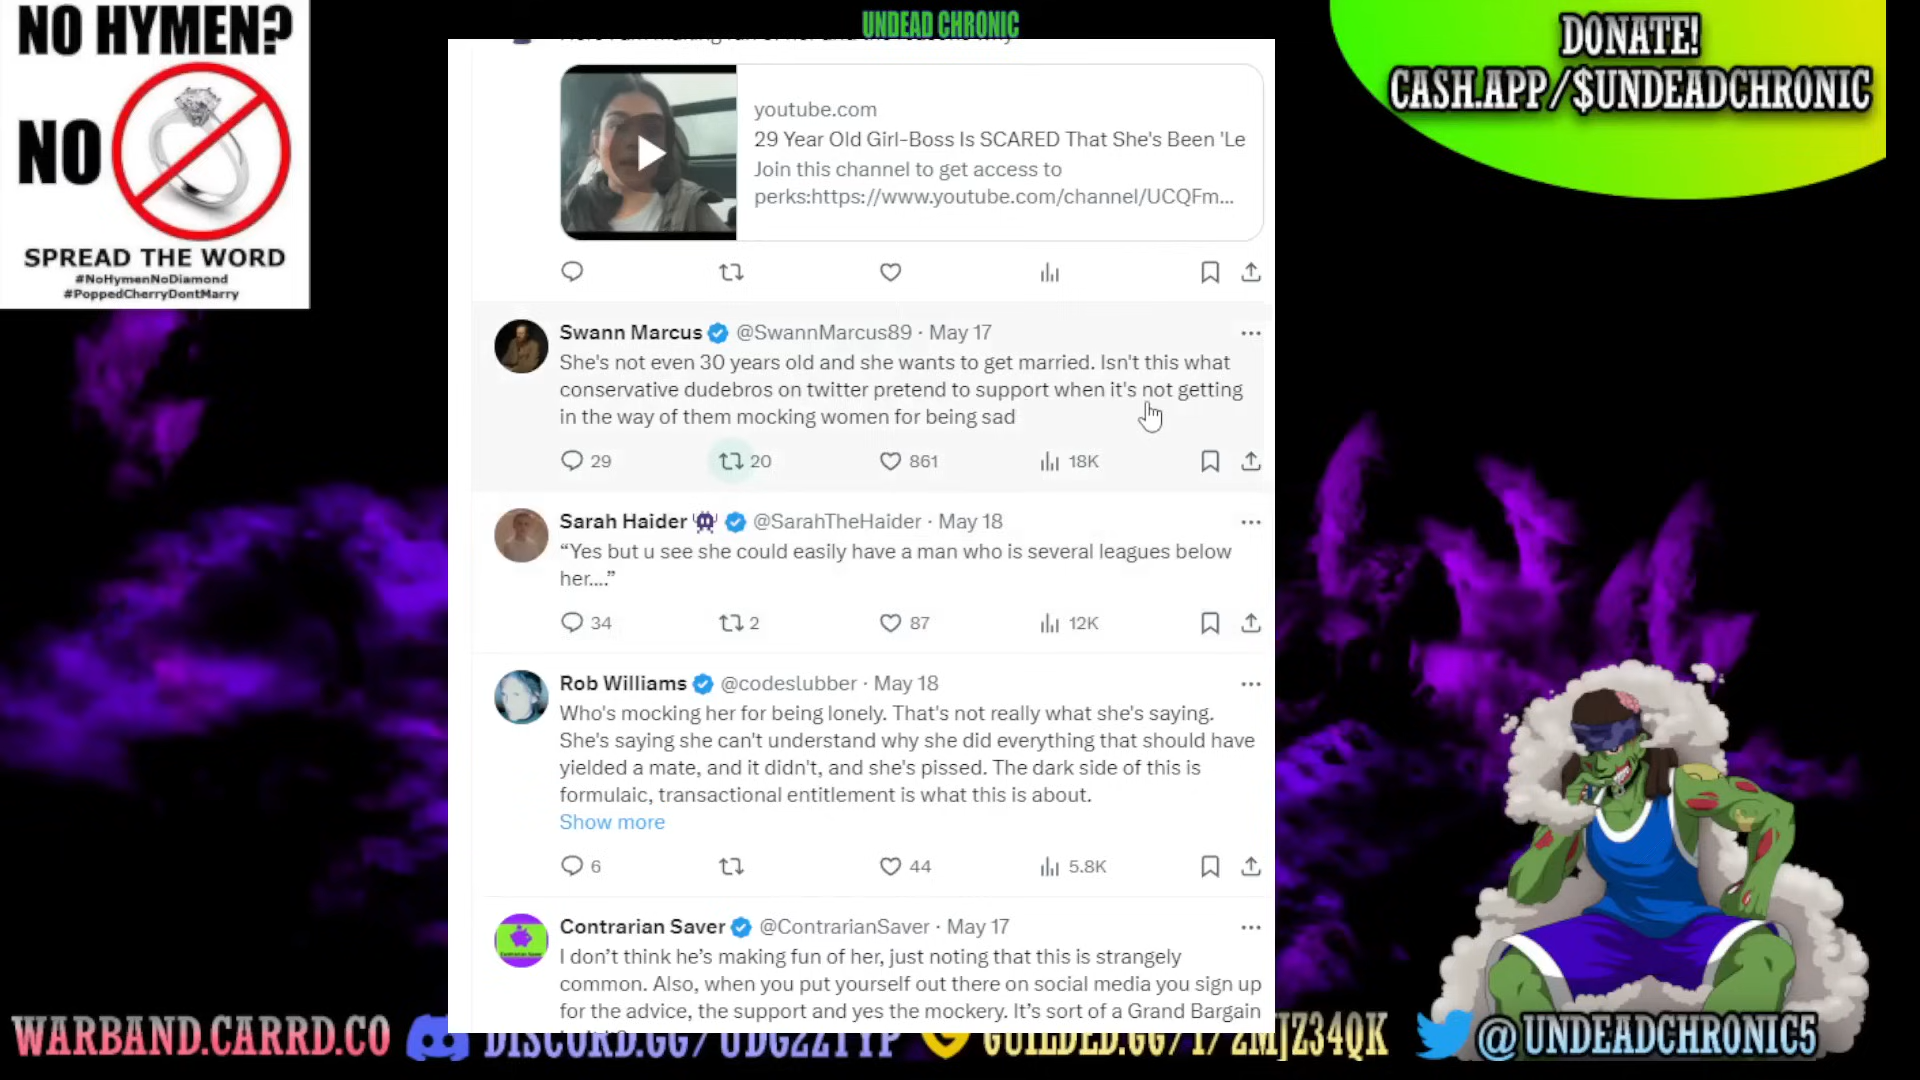 NO HYMEN?
NO
SPREAD THE WORD
#NoHymenNoDiamond
#PoppedCherryDontMarry
UNDEAD CHRONIC
DONATE!
CASH.APP/$UNDEADCHRONIC
youtube.com
29 Year Old Girl-Boss Is SCARED That She's Been 'Le
Join this channel to get access to
perks:https://www.youtube.com/channel/UCQFm...
Swann Marcus @SwannMarcus89 · May 17
She's not even 30 years old and she wants to get married. Isn't this what
conservative dudebros on twitter pretend to support when it's not getting
in the way of them mocking women for being sad
29 20 861 18K
Sarah Haider @SarahTheHaider · May 18
“Yes but u see she could easily have a man who is several leagues below
her....”
34 2 87 12K
Rob Williams @codeslubber · May 18
Who's mocking her for being lonely. That's not really what she's saying.
She's saying she can't understand why she did everything that should have
yielded a mate, and it didn't, and she's pissed. The dark side of this is
formulaic, transactional entitlement is what this is about.
Show more
6 44 5.8K
Contrarian Saver @ContrarianSaver · May 17
I don’t think he’s making fun of her, just noting that this is strangely
common. Also, when you put yourself out there on social media you sign up
for the advice, the support and yes the mockery. It’s sort of a Grand Bargain
WARBAND.CARRD.CO
@UNDEADCHRONIC5